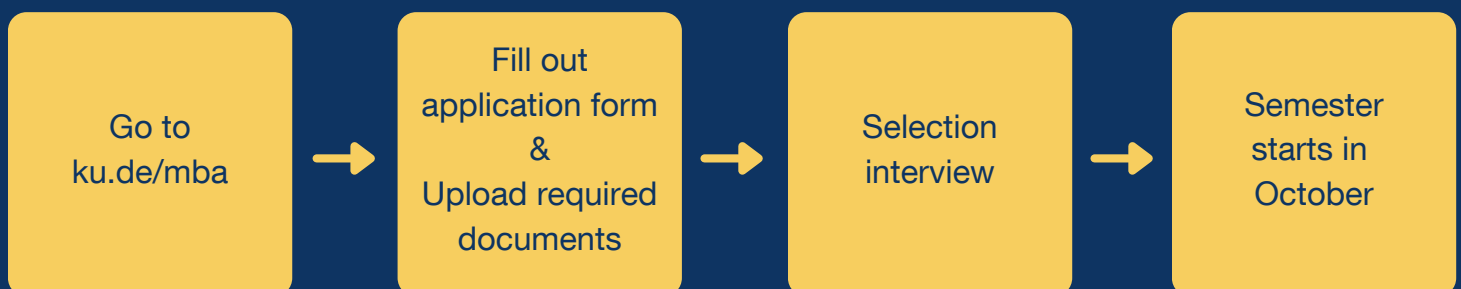 Go to
ku.de/mba
Fill out
application form
&
Upload required
documents
Selection
interview
Semester
starts in
October